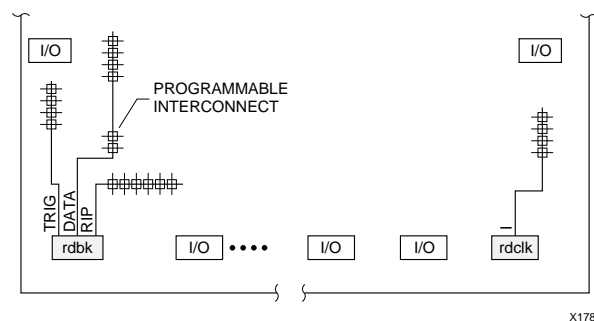 I/O
I/O
PROGRAMMABLE
INTERCONNECT
TRIG
DATA
RIP
I
rdbk
I/O
I/O
I/O
rdclk